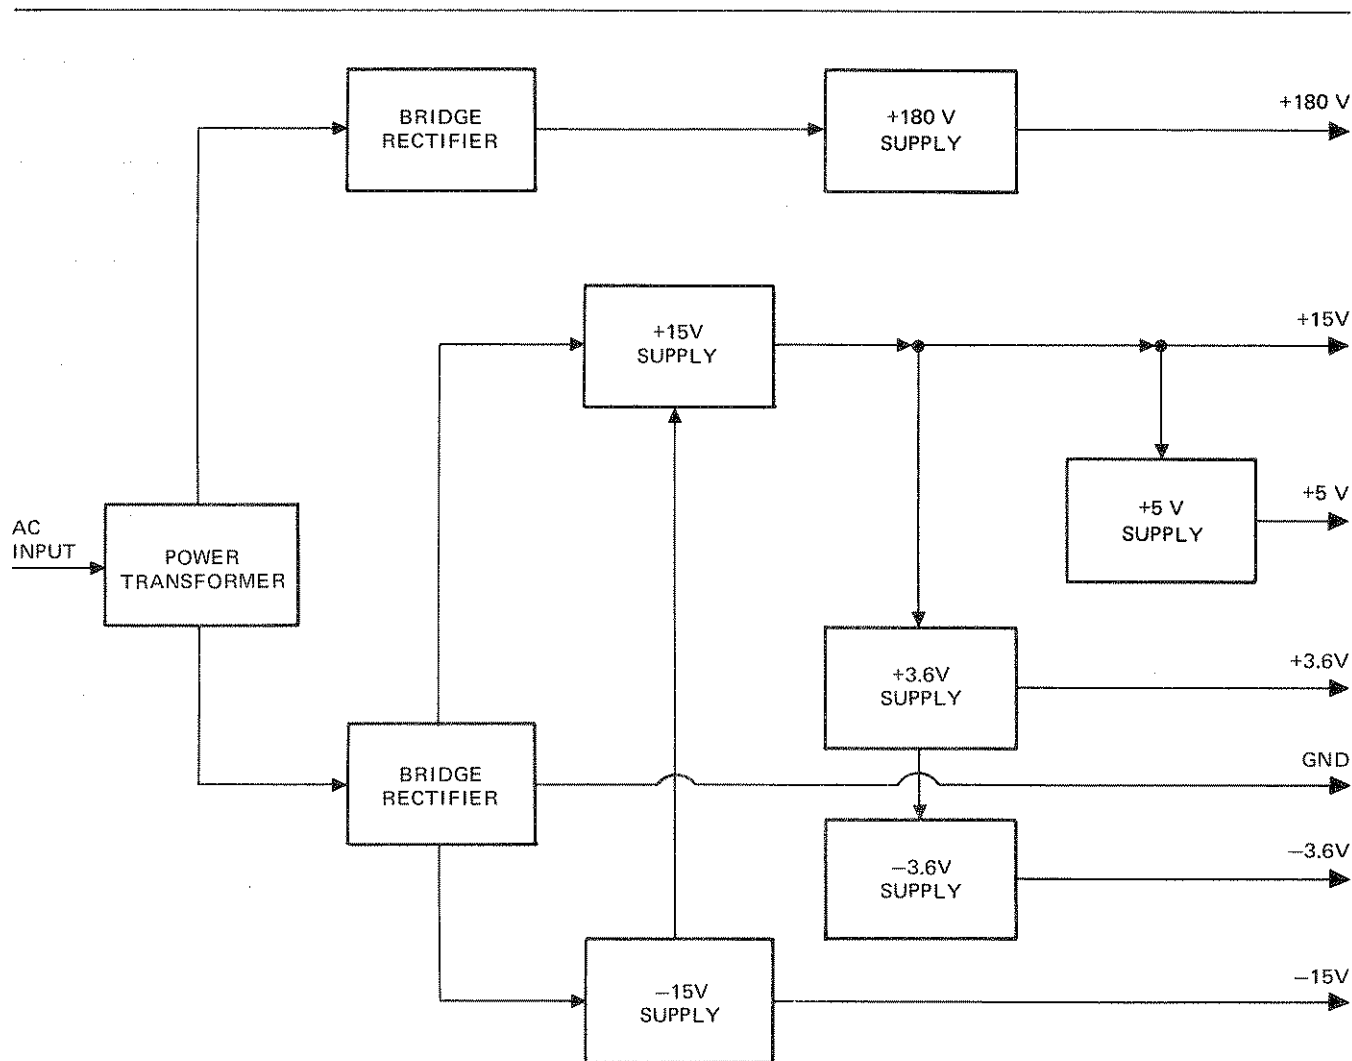 BRIDGE
RECTIFIER
+180 V
SUPPLY
+180 V
+15V
SUPPLY
+15V
+5 V
SUPPLY
+5 V
AC
INPUT
POWER
TRANSFORMER
+3.6V
SUPPLY
+3.6V
BRIDGE
RECTIFIER
GND
−3.6V
SUPPLY
−3.6V
−15V
SUPPLY
−15V